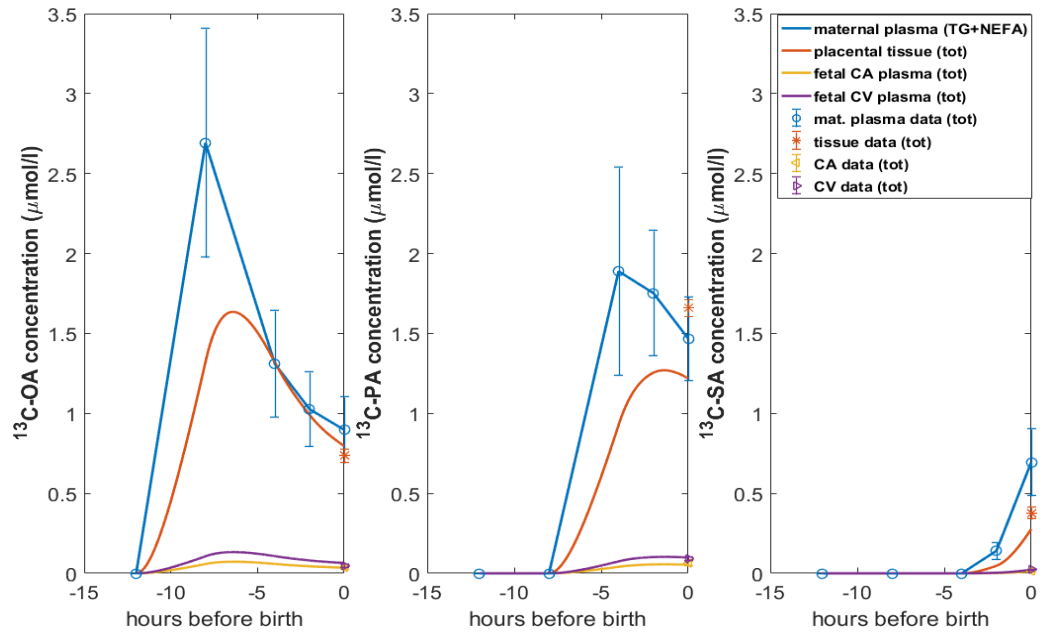 3.5
3
2.5
2
1.5
1
0.5
0
-15
-10
-5
0
hours before birth
¹³C-OA concentration (μmol/l)
3.5
3
2.5
2
1.5
1
0.5
0
-15
-10
-5
0
hours before birth
¹³C-PA concentration (μmol/l)
3.5
3
2.5
2
1.5
1
0.5
0
-15
-10
-5
0
hours before birth
¹³C-SA concentration (μmol/l)
maternal plasma (TG+NEFA)
placental tissue (tot)
fetal CA plasma (tot)
fetal CV plasma (tot)
mat. plasma data (tot)
tissue data (tot)
CA data (tot)
CV data (tot)